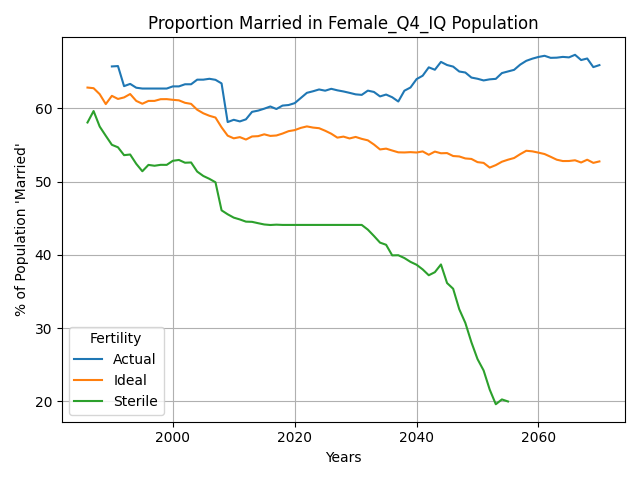 Proportion Married in Female_Q4_IQ Population
% of Population 'Married'
60
50
40
30
20
Fertility
Actual
Ideal
Sterile
2000
2020
2040
2060
Years